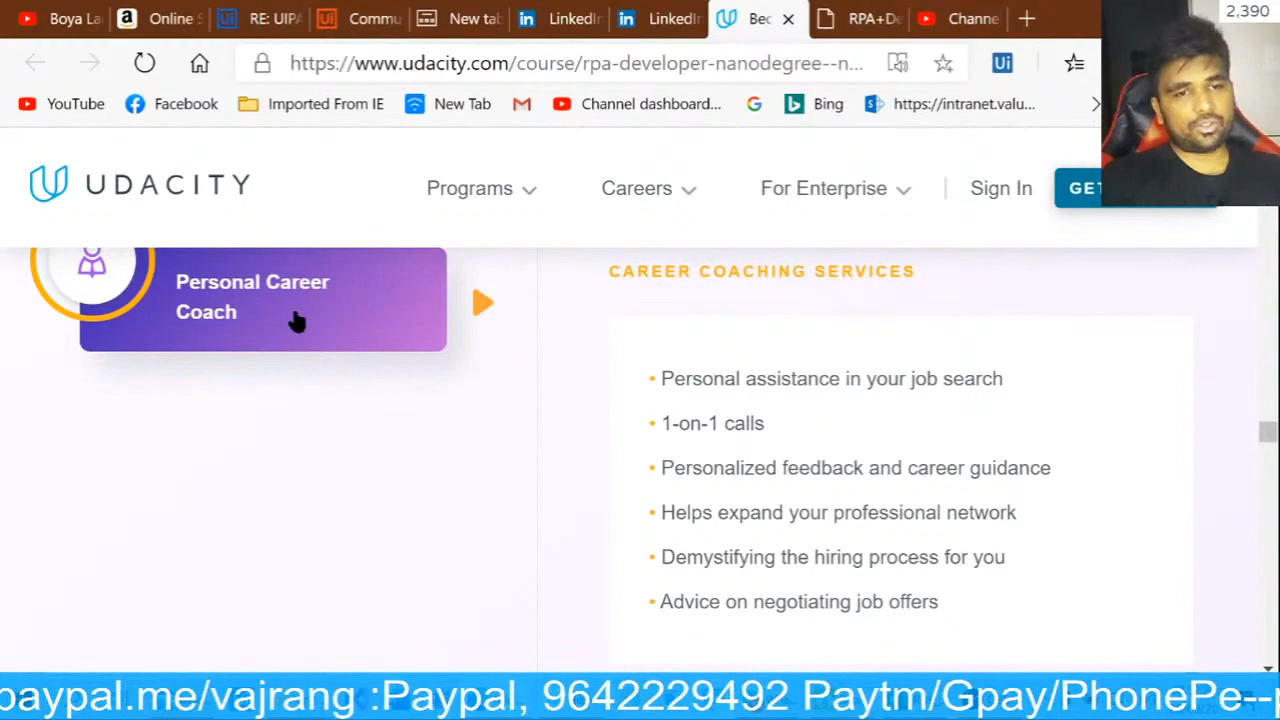 2,390
Boya La
Online S
RE: UIPA
Commu
New tab
LinkedIn
LinkedIn
Bec
RPA+De
Channe
https://www.udacity.com/course/rpa-developer-nanodegree--n...
Ui
YouTube
Facebook
Imported From IE
New Tab
Channel dashboard...
Bing
https://intranet.valu...
UDACITY
Programs
Careers
For Enterprise
Sign In
GET
Personal Career
Coach
CAREER COACHING SERVICES
• Personal assistance in your job search
• 1-on-1 calls
• Personalized feedback and career guidance
• Helps expand your professional network
• Demystifying the hiring process for you
• Advice on negotiating job offers
paypal.me/vajrang :Paypal, 9642229492 Paytm/Gpay/PhonePe--p